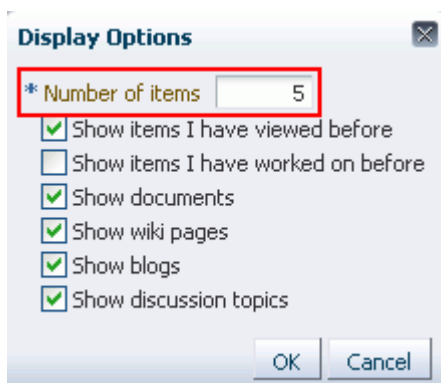 Display Options
* Number of items 5
Show items I have viewed before
Show items I have worked on before
Show documents
Show wiki pages
Show blogs
Show discussion topics
OK Cancel